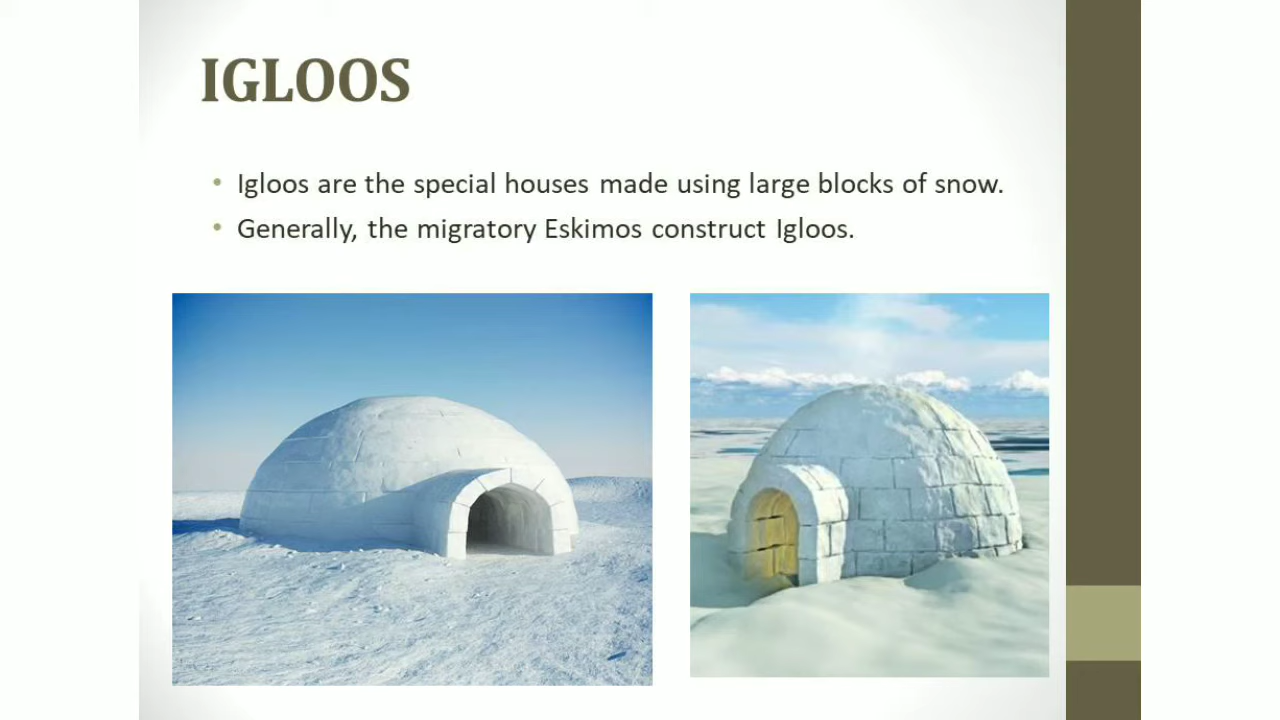 IGLOOS
• Igloos are the special houses made using large blocks of snow.
• Generally, the migratory Eskimos construct Igloos.